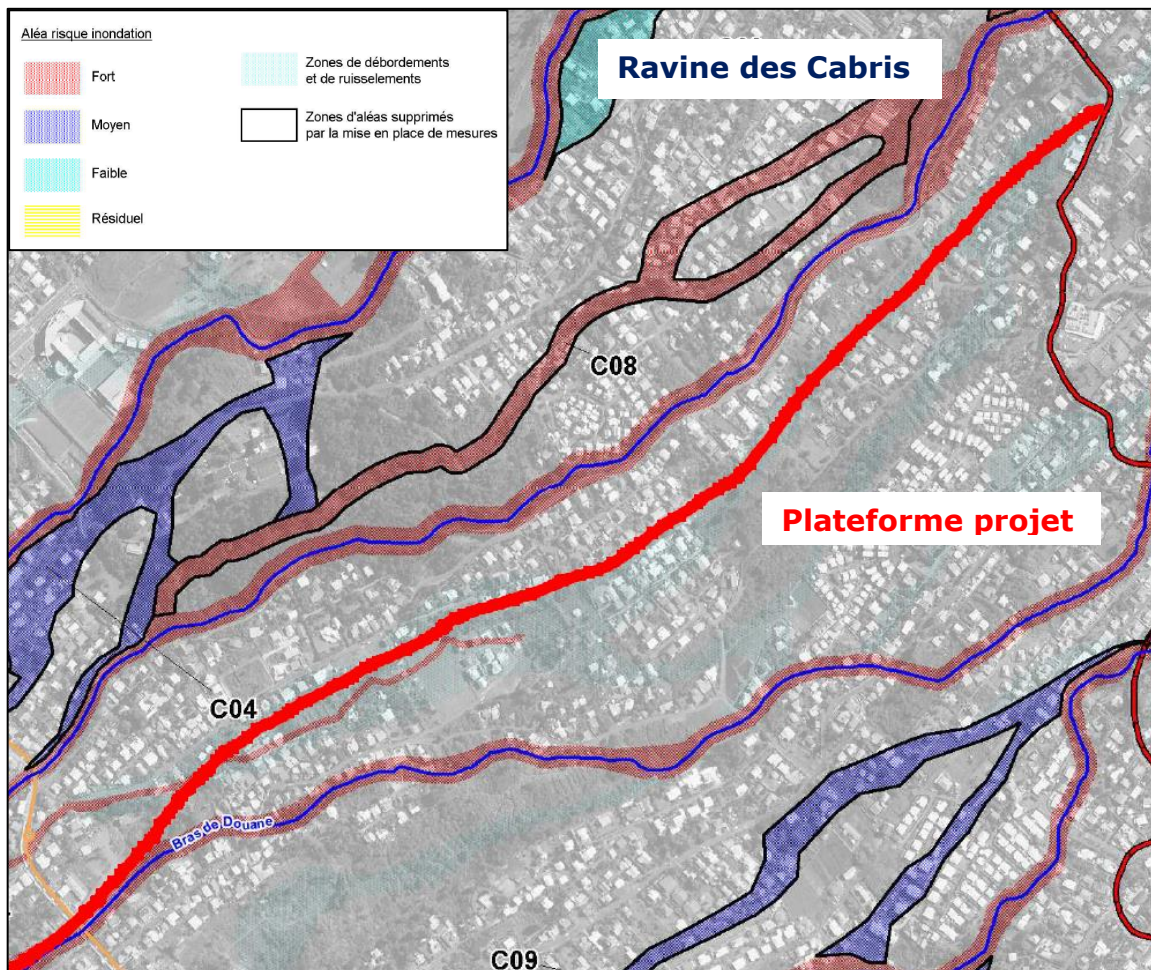 Aléa risque inondation
Fort
Moyen
Faible
Résiduel
Zones de débordements
et de ruisselements
Zones d'aléas supprimés
par la mise en place de mesures
Ravine des Cabris
C08
Plateforme projet
C04
Bras de Douane
C09